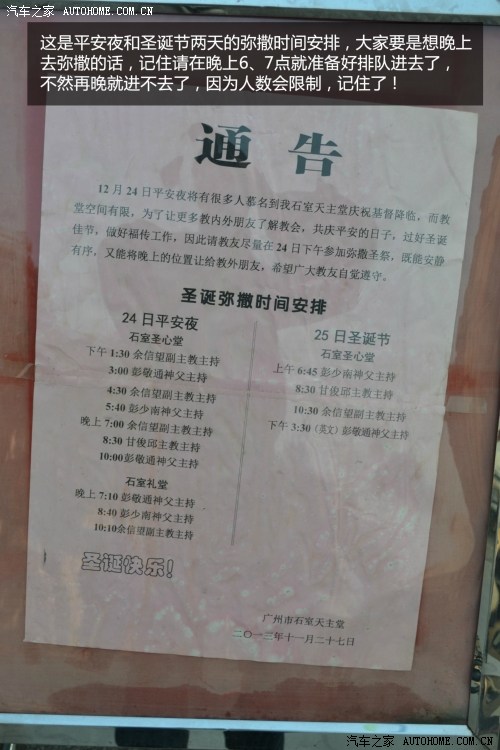 汽车之家 AUTOHOME.COM.CN
这是平安夜和圣诞节两天的弥撒时间安排，大家要是想晚上
去弥撒的话，记住请在晚上6、7点就准备好排队进去了，
不然再晚就进不去了，因为人数会限制，记住了！
通 告
12月24日平安夜将有很多人慕名到我石室天主堂庆祝基督降临，而教
堂空间有限，为了让更多教内外朋友了解教会，共庆平安的日子，过好圣诞
佳节，做好福传工作，因此请教友尽量在24日下午参加弥撒圣祭，既能安静
有序，又能将晚上的位置让给教外朋友，希望广大教友自觉遵守。
圣诞弥撒时间安排
24日平安夜
石室圣心堂
下午 1:30 余信望副主教主持
3:00 彭敬通神父主持
4:30 余信望副主教主持
5:40 彭少南神父主持
晚上 7:00 余信望副主教主持
8:30 甘俊邱主教主持
10:00彭敬通神父主持
石室礼堂
晚上 7:10 彭敬通神父主持
8:40 彭少南神父主持
10:10余信望副主教主持
25日圣诞节
石室圣心堂
上午 6:45 彭少南神父主持
8:30 甘俊邱主教主持
10:30 余信望副主教主持
下午 3:30 (英文) 彭敬通神父主持
圣诞快乐！
广州市石室天主堂
二〇一三年十一月二十七日
汽车之家 AUTOHOME.COM.CN